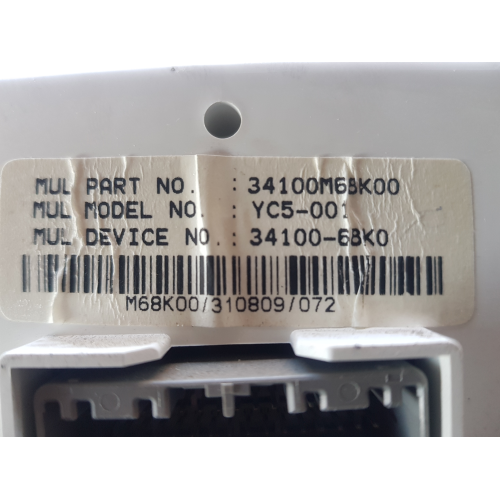 MUL PART NO. : 34100M68K00
MUL MODEL NO. : YC5-001
MUL DEVICE NO.: 34100-68K0
M68K00/310809/072